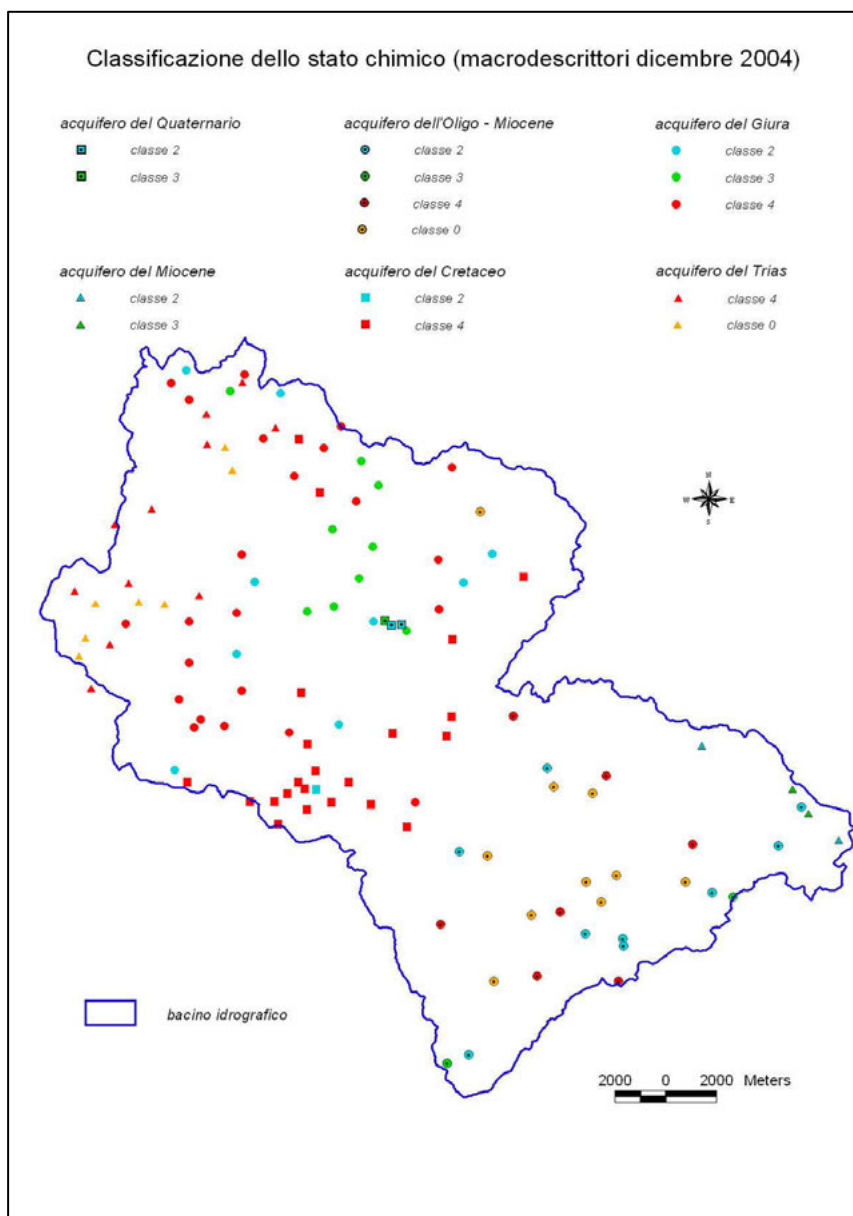 Classificazione dello stato chimico (macrodescrittori dicembre 2004)
acquifero del Quaternario
classe 2
classe 3
acquifero dell'Oligo - Miocene
classe 2
classe 3
classe 4
classe 0
acquifero del Giura
classe 2
classe 3
classe 4
acquifero del Miocene
classe 2
classe 3
acquifero del Cretaceo
classe 2
classe 4
acquifero del Trias
classe 4
classe 0
N
W E
S
bacino idrografico
2000 0 2000 Meters